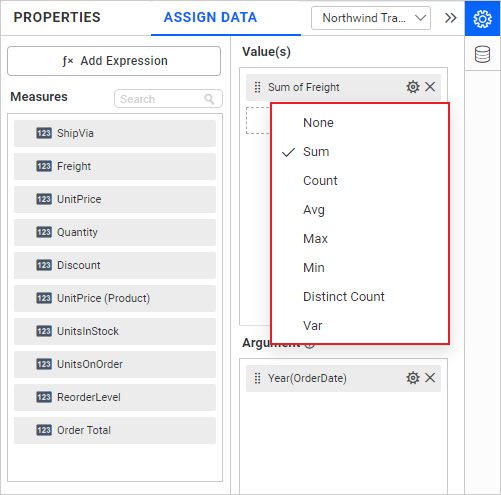 PROPERTIES
ASSIGN DATA
Northwind Tra...
ƒx Add Expression
Measures
Search
123 ShipVia
123 Freight
123 UnitPrice
123 Quantity
123 Discount
123 UnitPrice (Product)
123 UnitsInStock
123 UnitsOnOrder
123 ReorderLevel
123 Order Total
Value(s)
Sum of Freight
None
Sum
Count
Avg
Max
Min
Distinct Count
Var
Argument
Year(OrderDate)